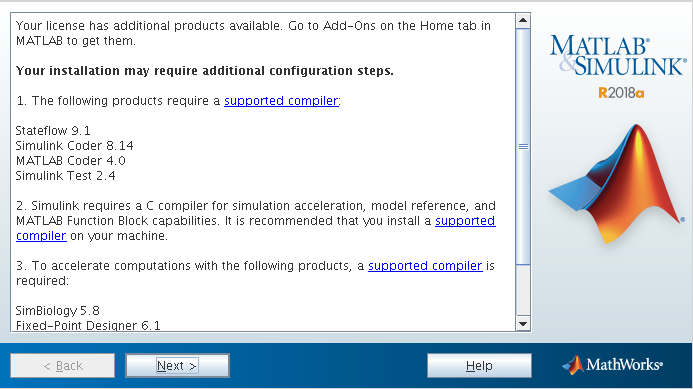 Your license has additional products available. Go to Add-Ons on the Home tab in
MATLAB to get them.
Your installation may require additional configuration steps.
1. The following products require a supported compiler:
Stateflow 9.1
Simulink Coder 8.14
MATLAB Coder 4.0
Simulink Test 2.4
2. Simulink requires a C compiler for simulation acceleration, model reference, and
MATLAB Function Block capabilities. It is recommended that you install a supported
compiler on your machine.
3. To accelerate computations with the following products, a supported compiler is
required:
SimBiology 5.8
Fixed-Point Designer 6.1
MATLAB®
&SIMULINK®
R2018a
®
< Back
Next >
Help
MathWorks®